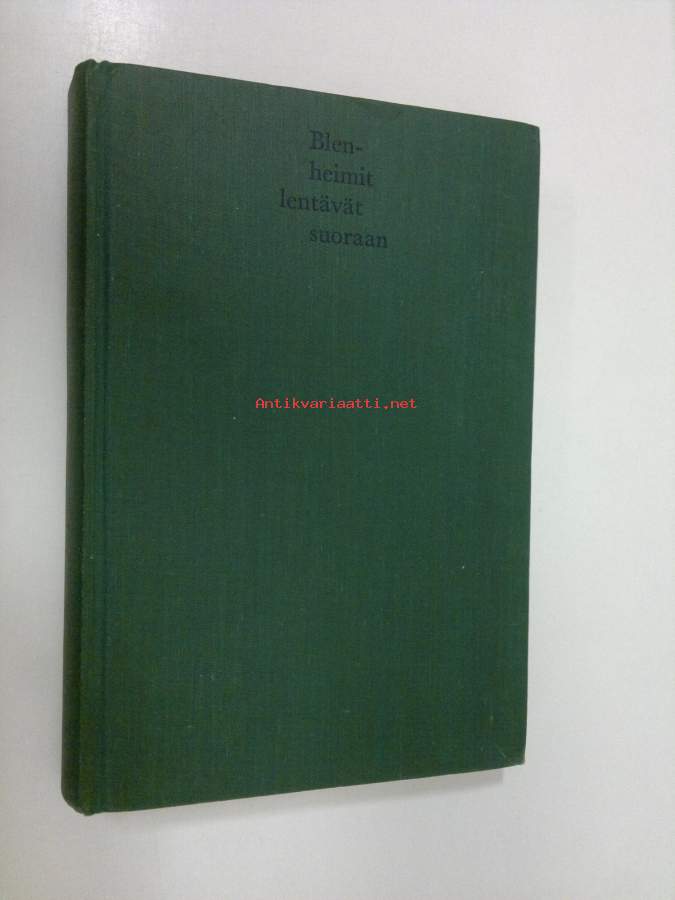 Blen-
heimit
lentävät
suoraan
Antikvariaatti.net